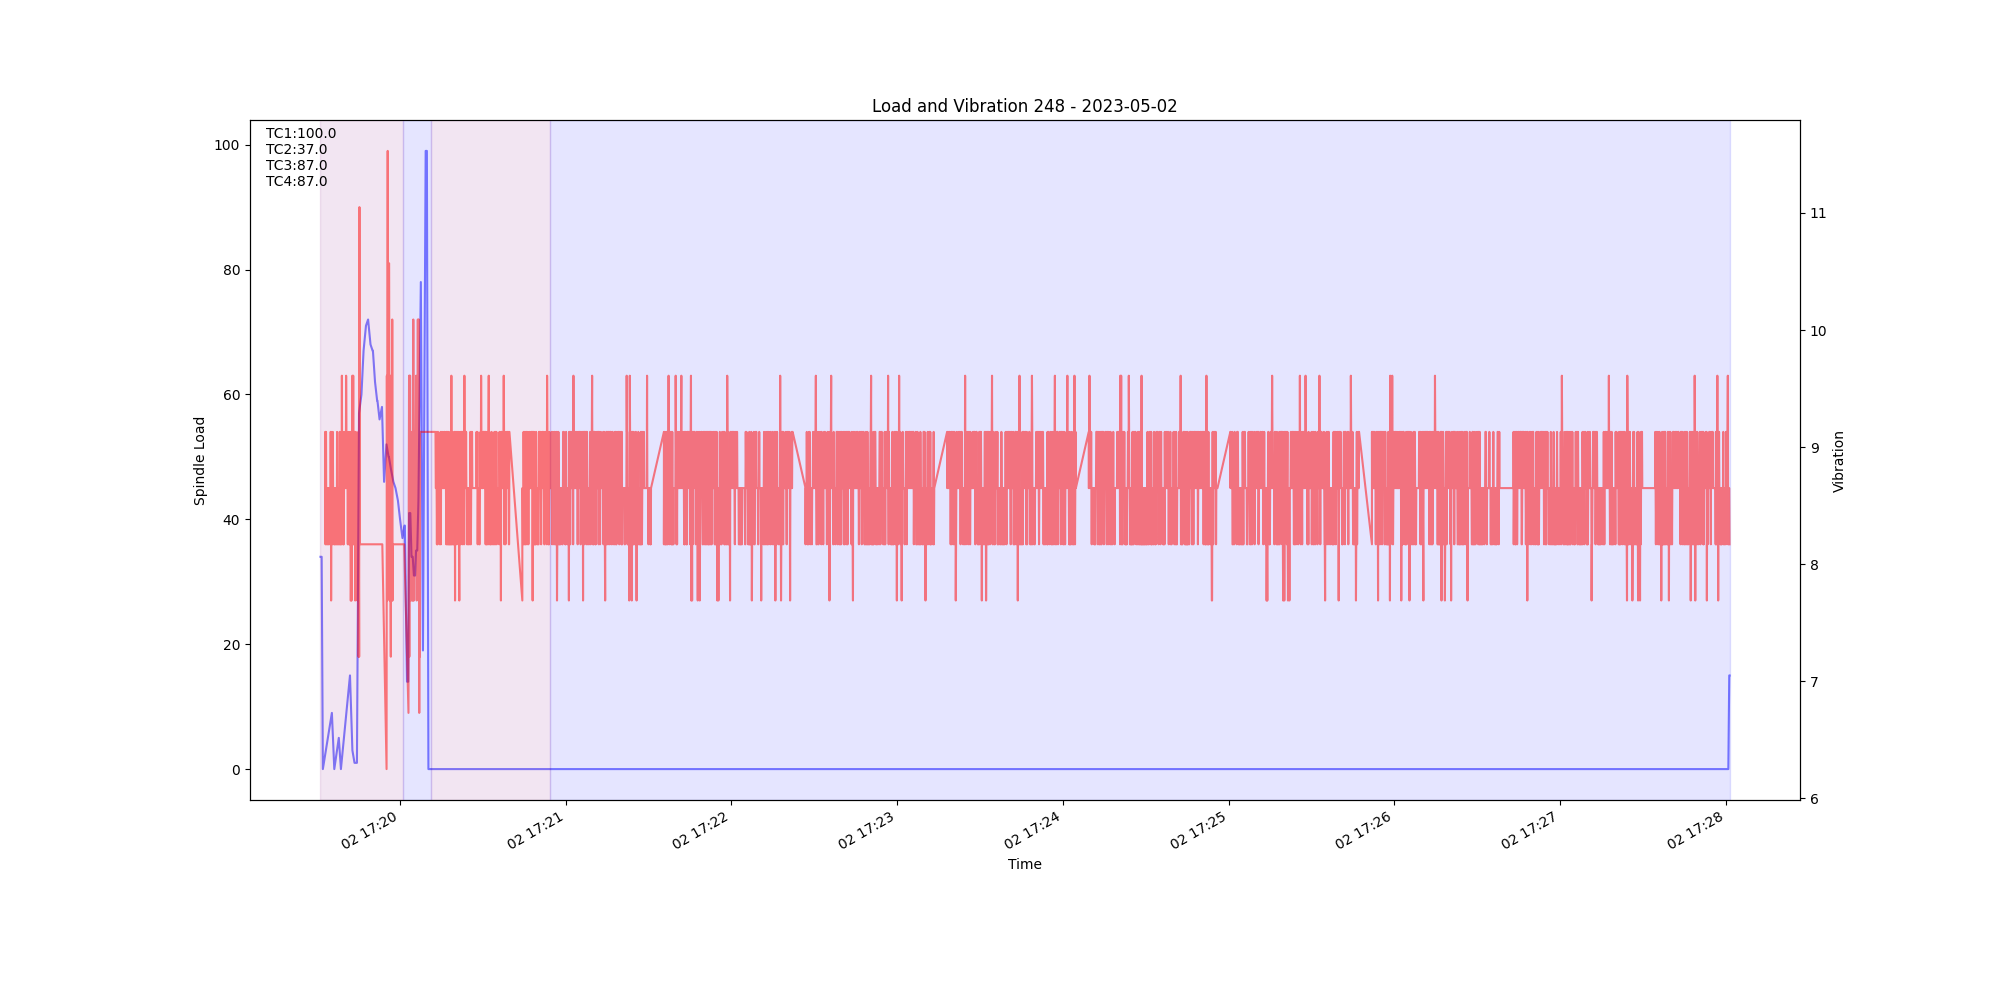 Load and Vibration 248 - 2023-05-02
TC1:100.0
TC2:37.0
TC3:87.0
TC4:87.0
100
80
60
40
20
0
Spindle Load
11
10
9
8
7
6
Vibration
02 17:20
02 17:21
02 17:22
02 17:23
02 17:24
02 17:25
02 17:26
02 17:27
02 17:28
Time